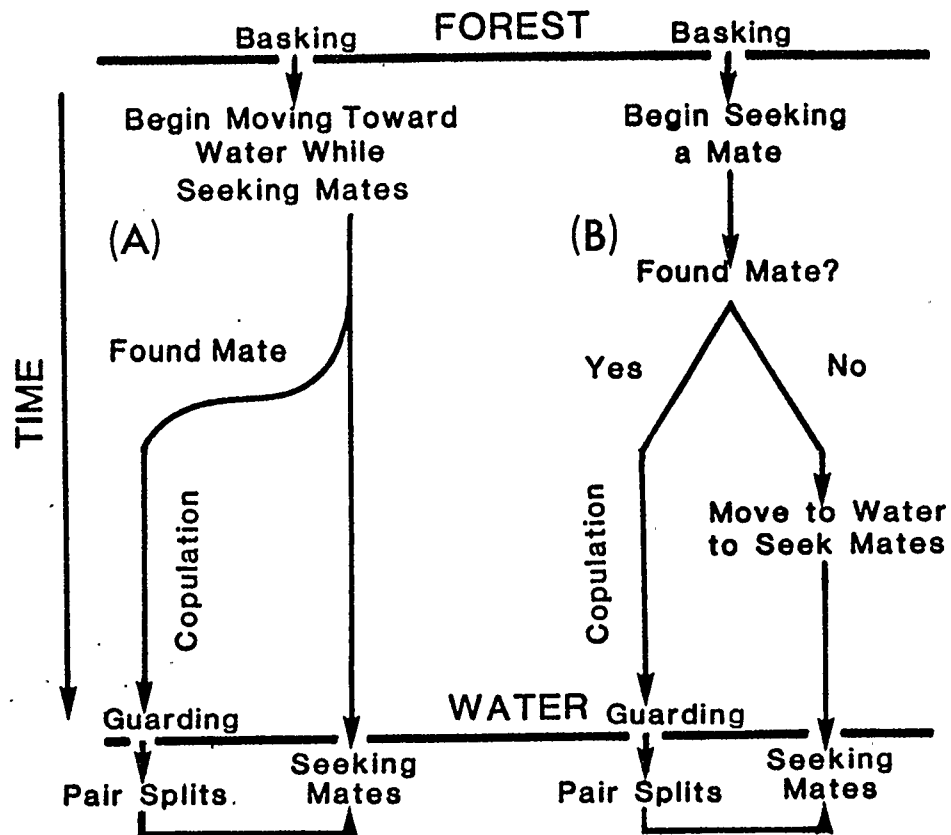 FOREST
Basking
Basking
TIME
Begin Moving Toward
Water While
Seeking Mates
(A)
Found Mate
Copulation
Guarding
Pair Splits.
Seeking
Mates
Begin Seeking
a Mate
(B)
Found Mate?
Yes
No
Copulation
Move to Water
to Seek Mates
WATER
Guarding
Pair Splits
Seeking
Mates